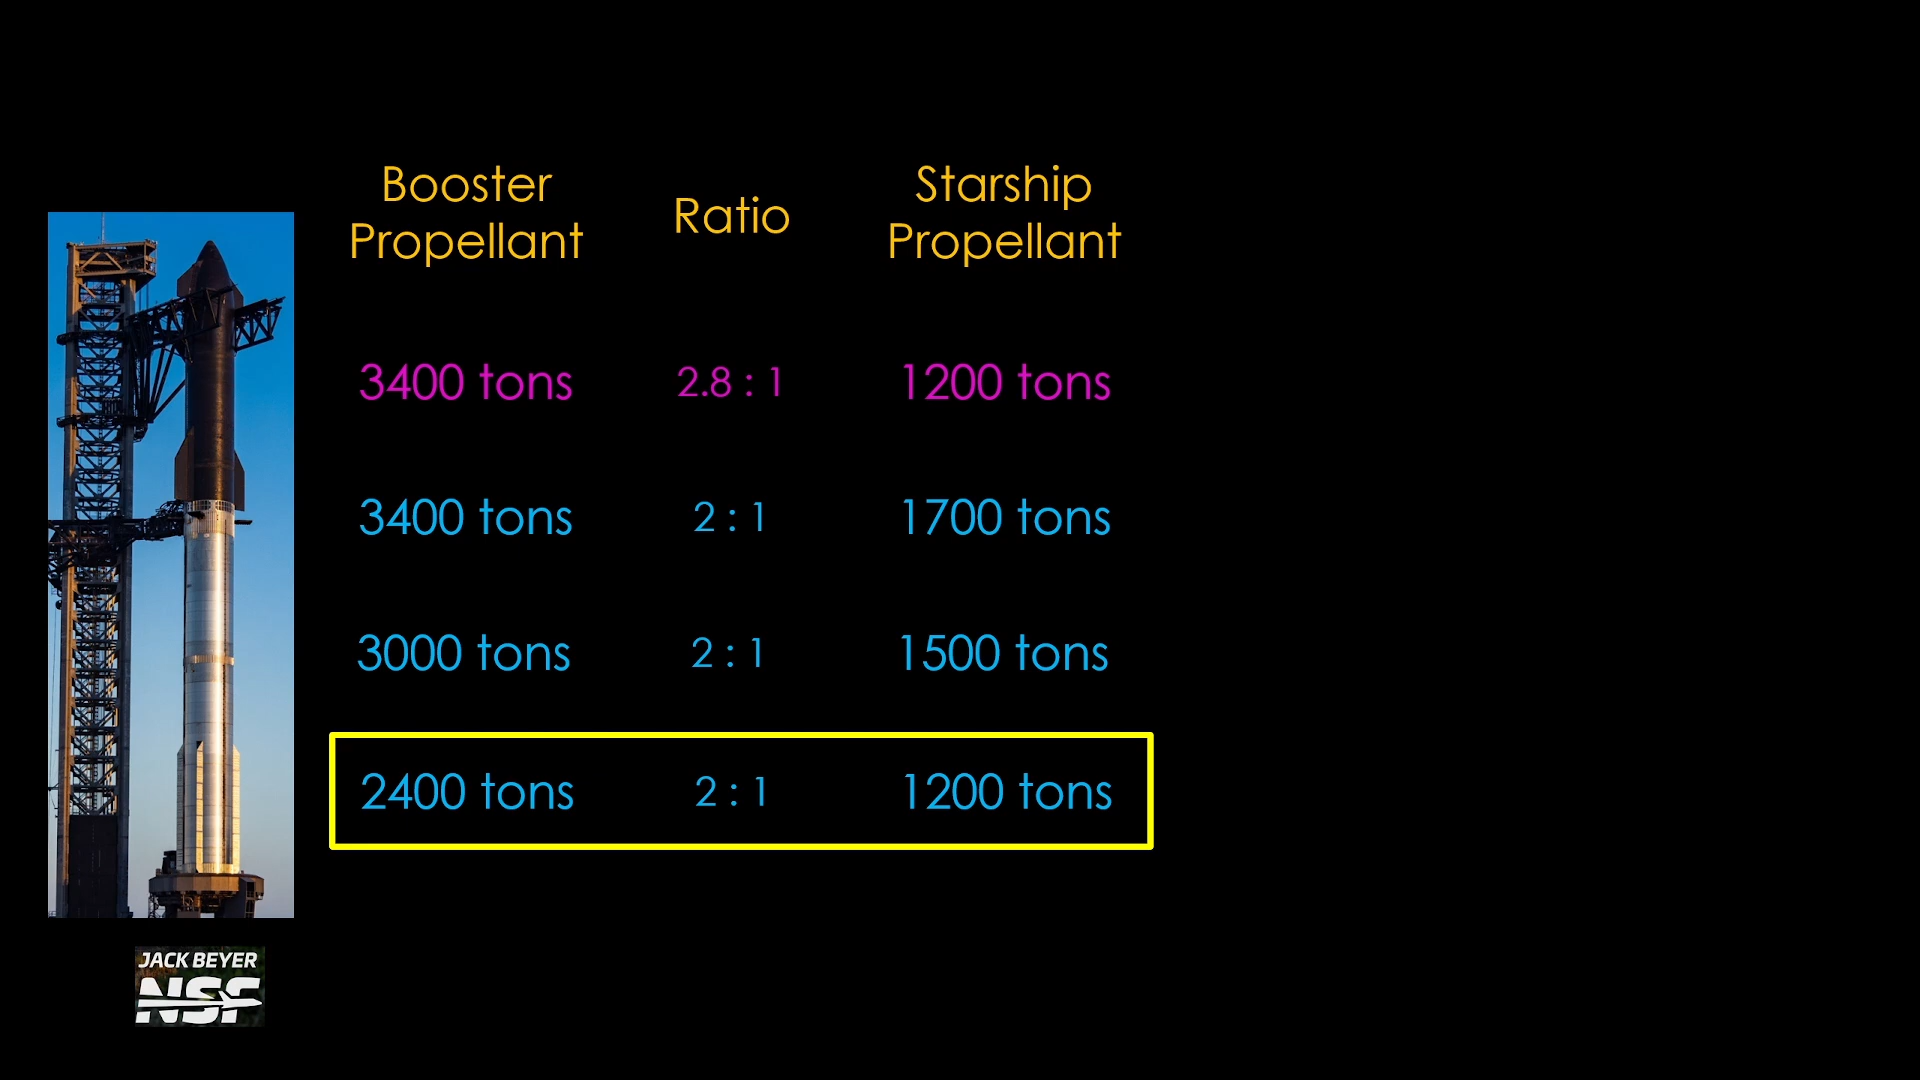 Booster
Propellant
Ratio
Starship
Propellant
3400 tons
2.8 : 1
1200 tons
3400 tons
2 : 1
1700 tons
3000 tons
2 : 1
1500 tons
2400 tons
2 : 1
1200 tons
JACK BEYER
NSF